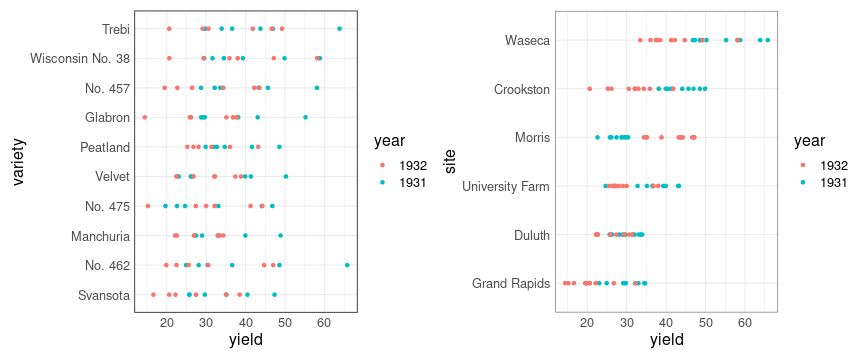 variety
Trebi
Wisconsin No. 38
No. 457
Glabron
Peatland
Velvet
No. 475
Manchuria
No. 462
Svansota
20 30 40 50 60
yield
year
1932
1931
site
Waseca
Crookston
Morris
University Farm
Duluth
Grand Rapids
20 30 40 50 60
yield
year
1932
1931